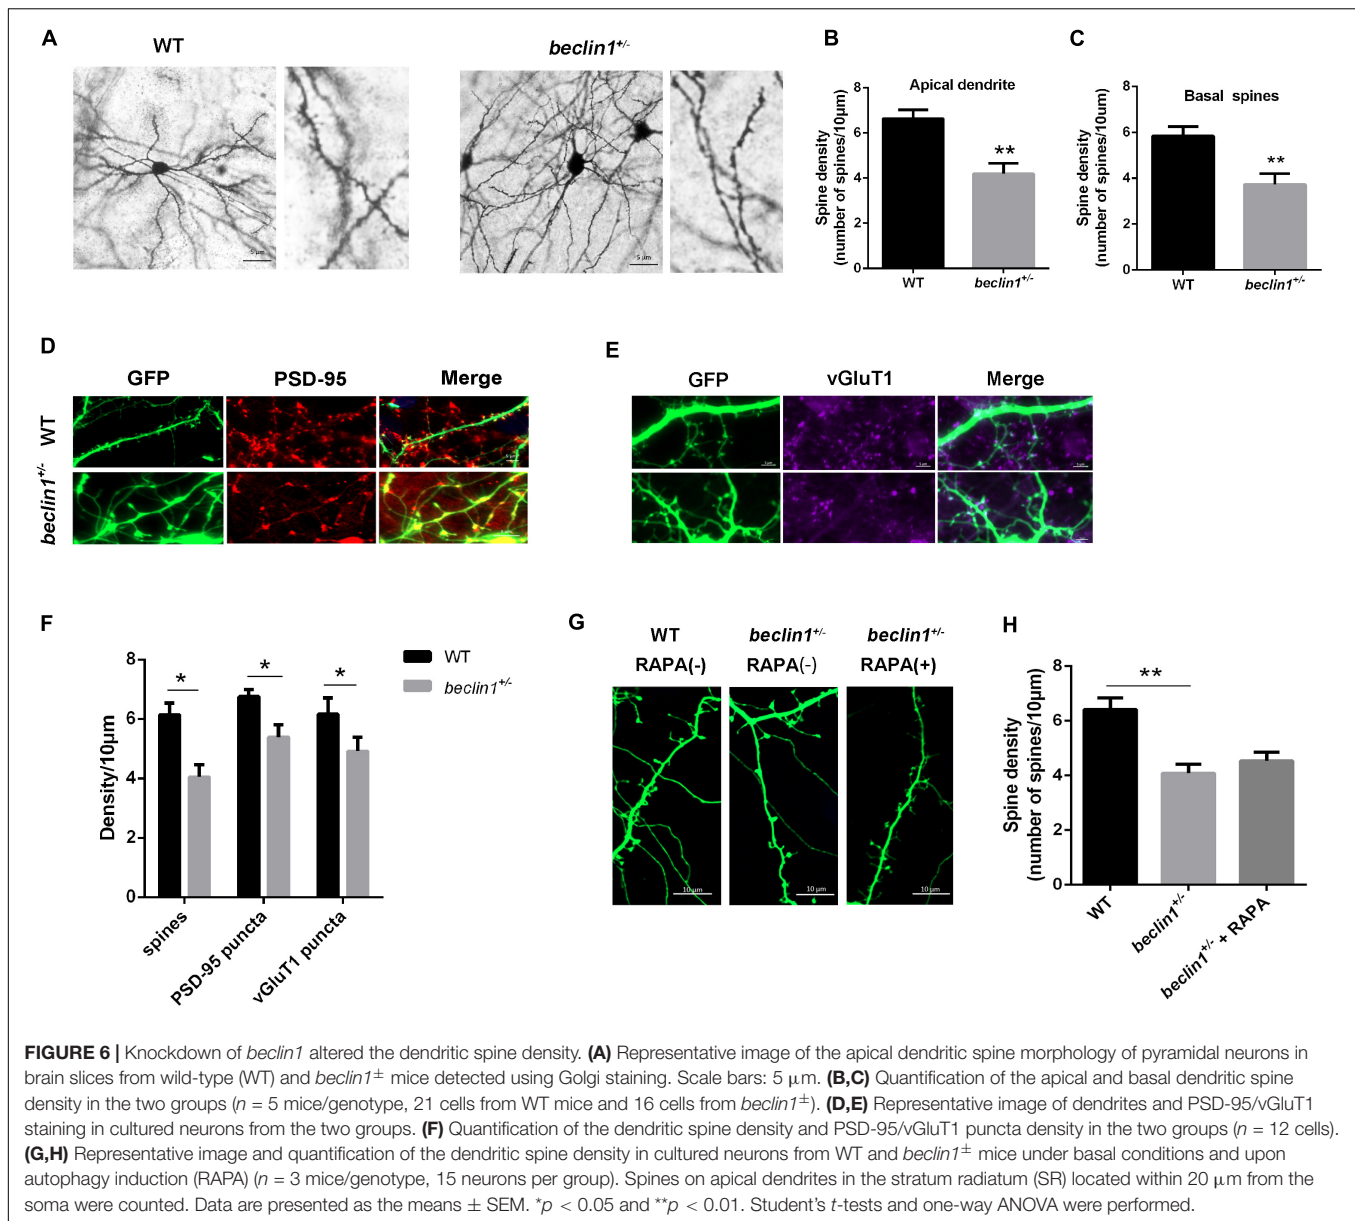 A
WT
beclin1+/-
5 μm
5 μm
B
Apical dendrite
Spine density
(number of spines/10μm)
8
6
4
2
0
**
WT
beclin1+/-
C
Basal spines
Spine density
(number of spines/10um)
8
6
4
2
0
**
WT
beclin1+/-
D
GFP
PSD-95
Merge
WT
beclin1+/-
5 μm
E
GFP
vGluT1
Merge
5 μm
5 μm
5 μm
F
Density/10μm
8
6
4
2
0
*
*
*
WT
beclin1+/-
spines
PSD-95 puncta
vGluT1 puncta
G
WT
beclin1+/-
beclin1+/-
RAPA(-)
RAPA(-)
RAPA(+)
10 μm
10 μm
10 μm
H
Spine density
(number of spines/10μm)
8
6
4
2
0
**
WT
beclin1+/-
beclin1+/- + RAPA
FIGURE 6 | Knockdown of beclin1 altered the dendritic spine density. (A) Representative image of the apical dendritic spine morphology of pyramidal neurons in
brain slices from wild-type (WT) and beclin1± mice detected using Golgi staining. Scale bars: 5 μm. (B,C) Quantification of the apical and basal dendritic spine
density in the two groups (n = 5 mice/genotype, 21 cells from WT mice and 16 cells from beclin1±). (D,E) Representative image of dendrites and PSD-95/vGluT1
staining in cultured neurons from the two groups. (F) Quantification of the dendritic spine density and PSD-95/vGluT1 puncta density in the two groups (n = 12 cells).
(G,H) Representative image and quantification of the dendritic spine density in cultured neurons from WT and beclin1± mice under basal conditions and upon
autophagy induction (RAPA) (n = 3 mice/genotype, 15 neurons per group). Spines on apical dendrites in the stratum radiatum (SR) located within 20 μm from the
soma were counted. Data are presented as the means ± SEM. *p < 0.05 and **p < 0.01. Student's t-tests and one-way ANOVA were performed.